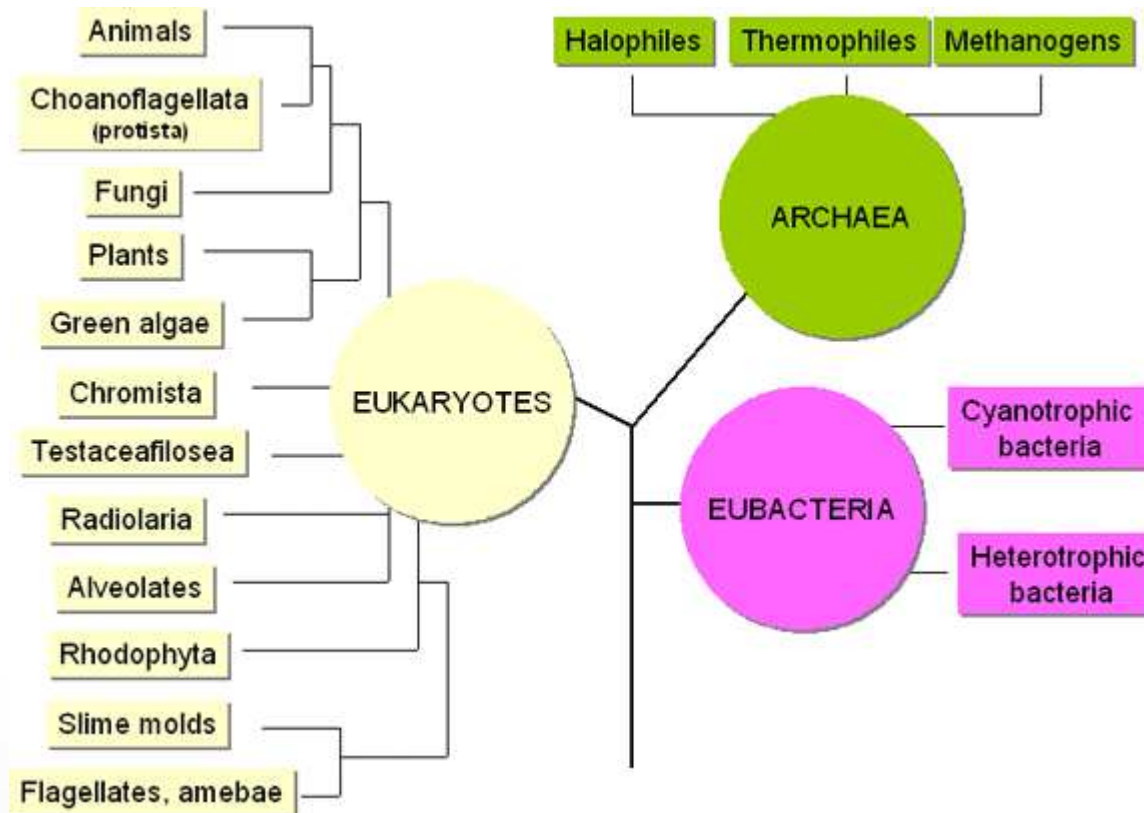 Animals
Choanoflagellata
(protista)
Fungi
Plants
Green algae
Chromista
Testaceafilosea
Radiolaria
Alveolates
Rhodophyta
Slime molds
Flagellates, amebae
EUKARYOTES
Halophiles
Thermophiles
Methanogens
ARCHAEA
EUBACTERIA
Cyanotrophic
bacteria
Heterotrophic
bacteria